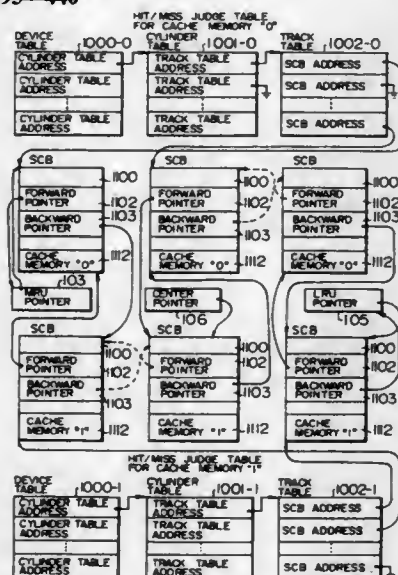 HIT/MISS JUDGE TABLE
FOR CACHE MEMORY "0"
DEVICE TABLE 1000-0
CYLINDER TABLE 1001-0
TRACK TABLE 1002-0
CYLINDER TABLE ADDRESS
TRACK TABLE ADDRESS
SCB ADDRESS
CYLINDER TABLE ADDRESS
TRACK TABLE ADDRESS
SCB ADDRESS
CYLINDER TABLE ADDRESS
TRACK TABLE ADDRESS
SCB ADDRESS
SCB
SCB
SCB
1100
1100
1100
FORWARD POINTER 1102
FORWARD POINTER 1102
FORWARD POINTER 1102
BACKWARD POINTER 1103
BACKWARD POINTER 1103
BACKWARD POINTER 1103
CACHE MEMORY "0" 1112
CACHE MEMORY "0" 1112
CACHE MEMORY "0" 1112
MRU POINTER 103
CENTER POINTER 106
LRU POINTER 105
SCB
SCB
SCB
1100
1100
1100
FORWARD POINTER 1102
FORWARD POINTER 1102
FORWARD POINTER 1102
BACKWARD POINTER 1103
BACKWARD POINTER 1103
BACKWARD POINTER 1103
CACHE MEMORY "1" 1112
CACHE MEMORY "1" 1112
CACHE MEMORY "1" 1112
HIT/MISS JUDGE TABLE
FOR CACHE MEMORY "1"
DEVICE TABLE 1000-1
CYLINDER TABLE 1001-1
TRACK TABLE 1002-1
CYLINDER TABLE ADDRESS
TRACK TABLE ADDRESS
SCB ADDRESS
CYLINDER TABLE ADDRESS
TRACK TABLE ADDRESS
SCB ADDRESS
CYLINDER TABLE ADDRESS
TRACK TABLE ADDRESS
SCB ADDRESS